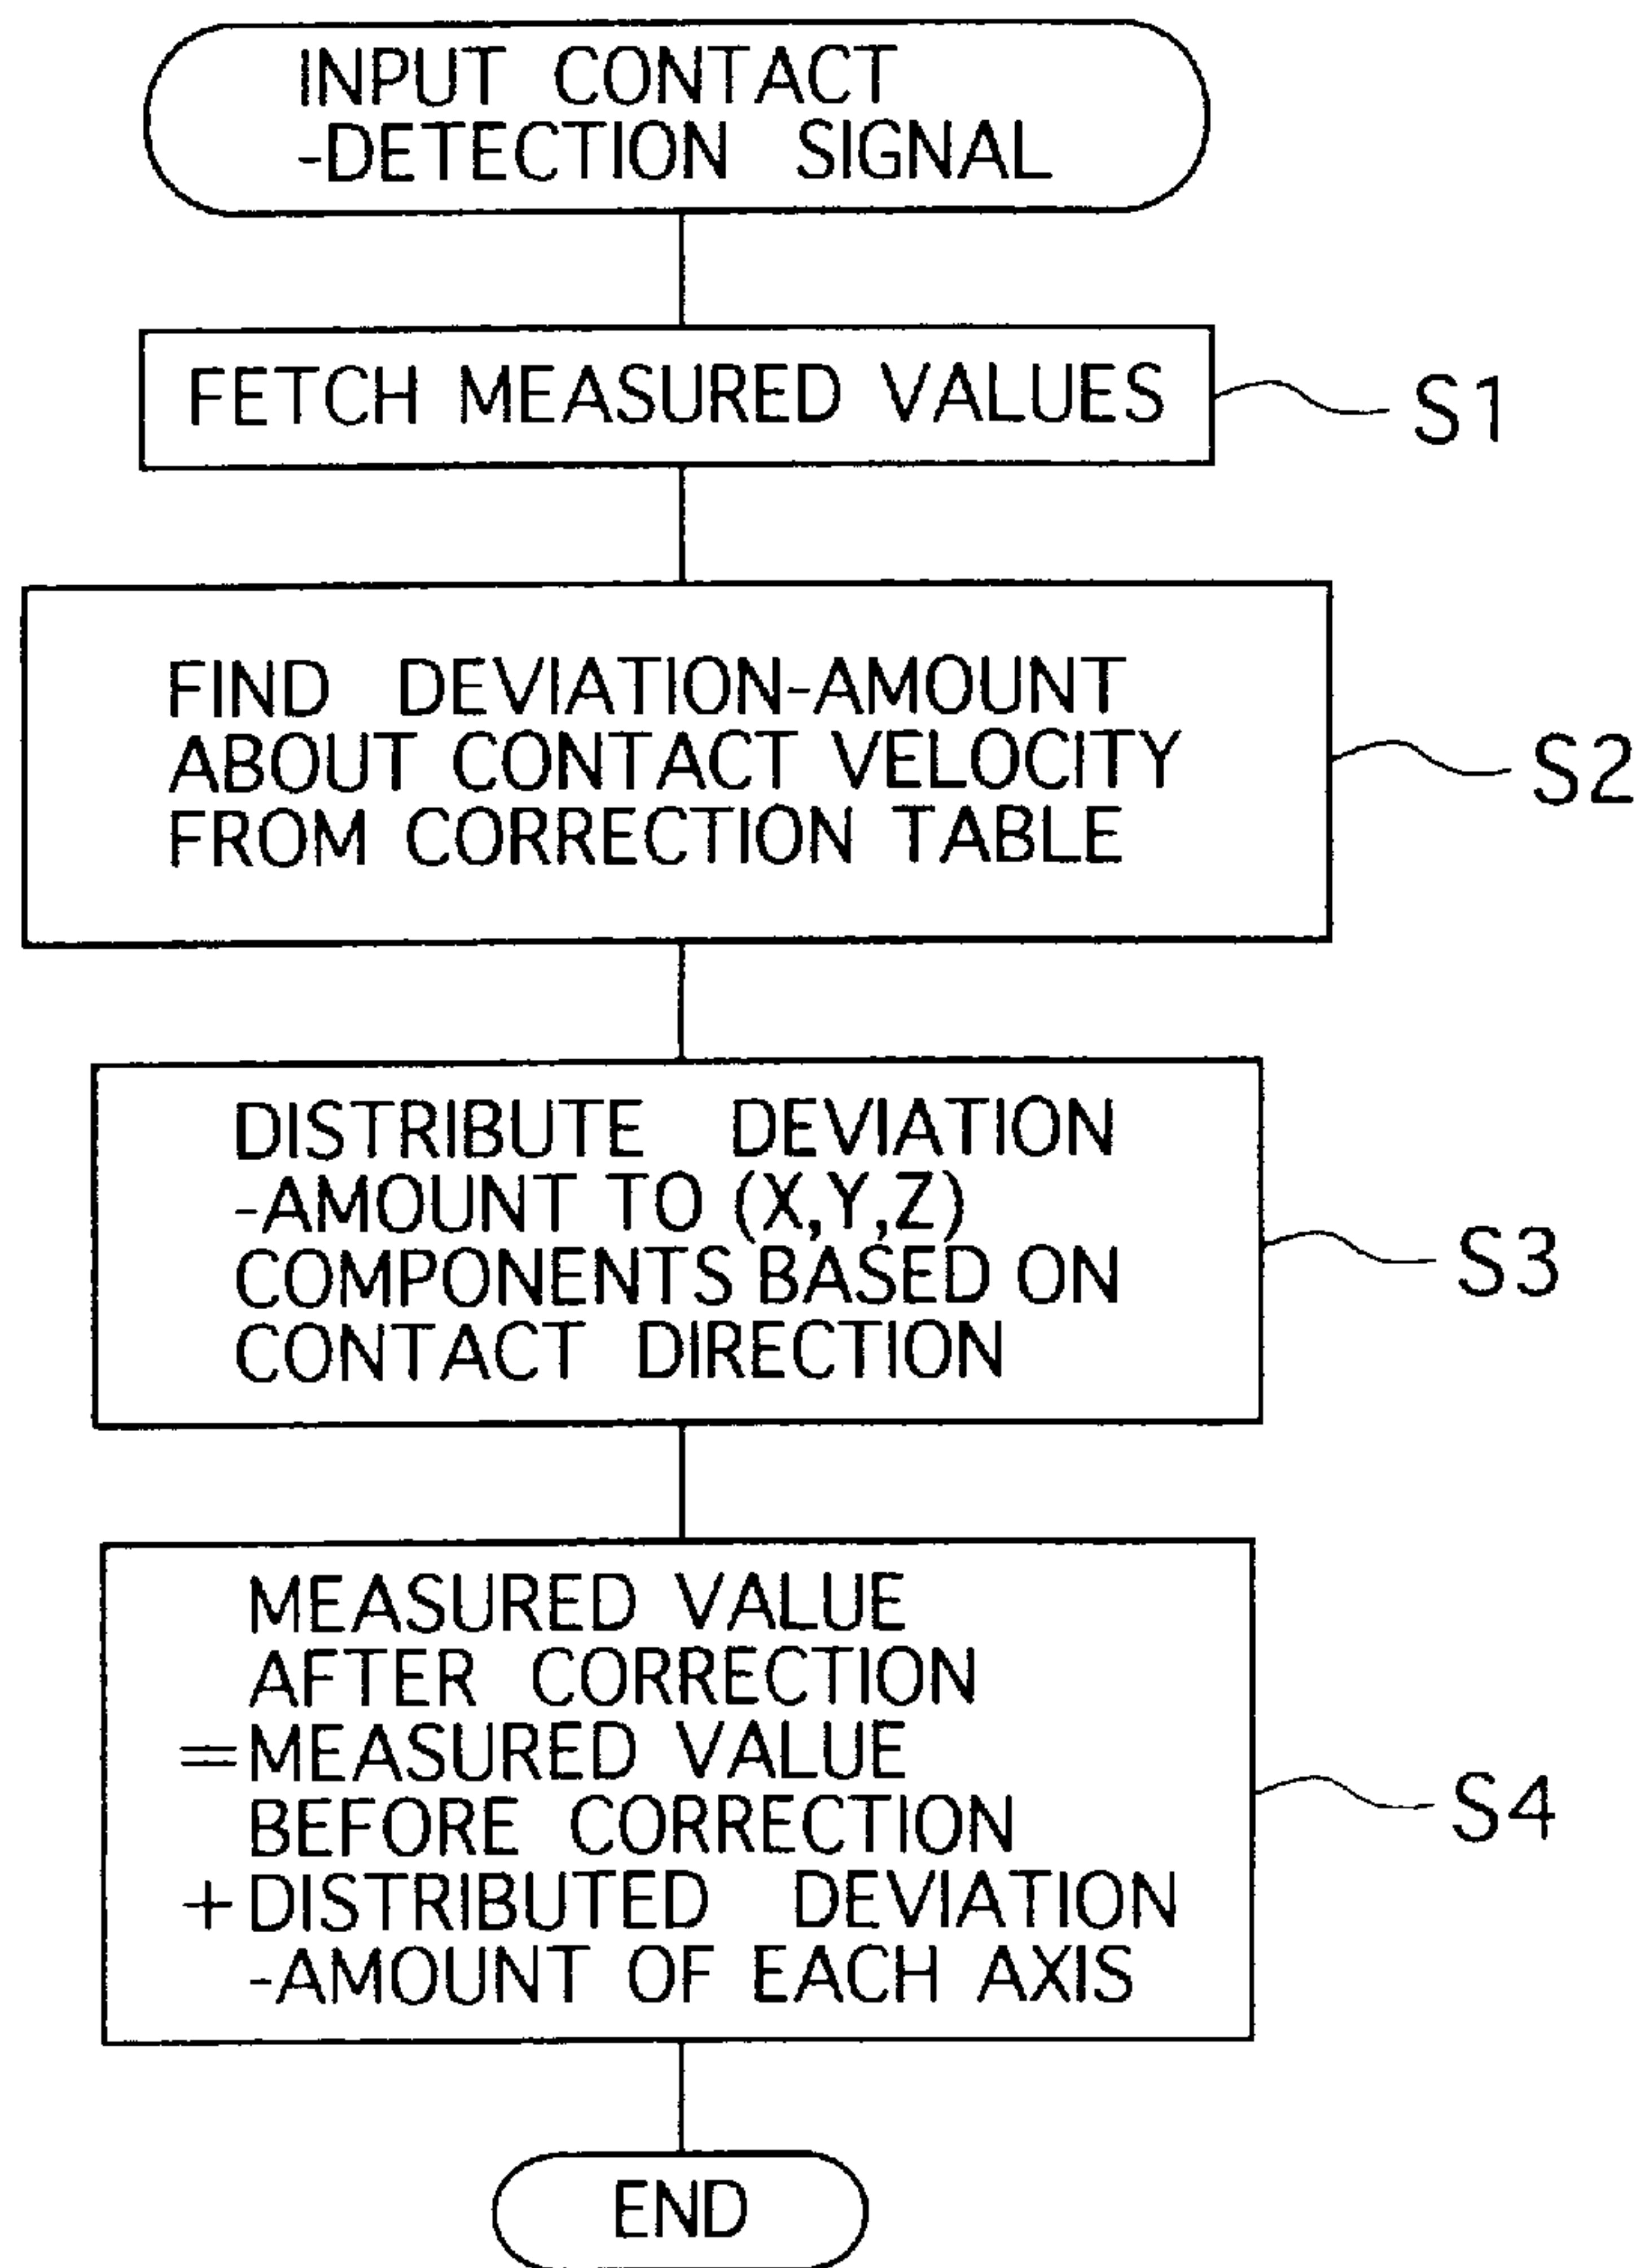 INPUT CONTACT
-DETECTION SIGNAL
FETCH MEASURED VALUES
S1
FIND DEVIATION-AMOUNT
ABOUT CONTACT VELOCITY
FROM CORRECTION TABLE
S2
DISTRIBUTE DEVIATION
-AMOUNT TO (X,Y,Z)
COMPONENTS BASED ON
CONTACT DIRECTION
S3
MEASURED VALUE
AFTER CORRECTION
=MEASURED VALUE
BEFORE CORRECTION
+DISTRIBUTED DEVIATION
-AMOUNT OF EACH AXIS
S4
END